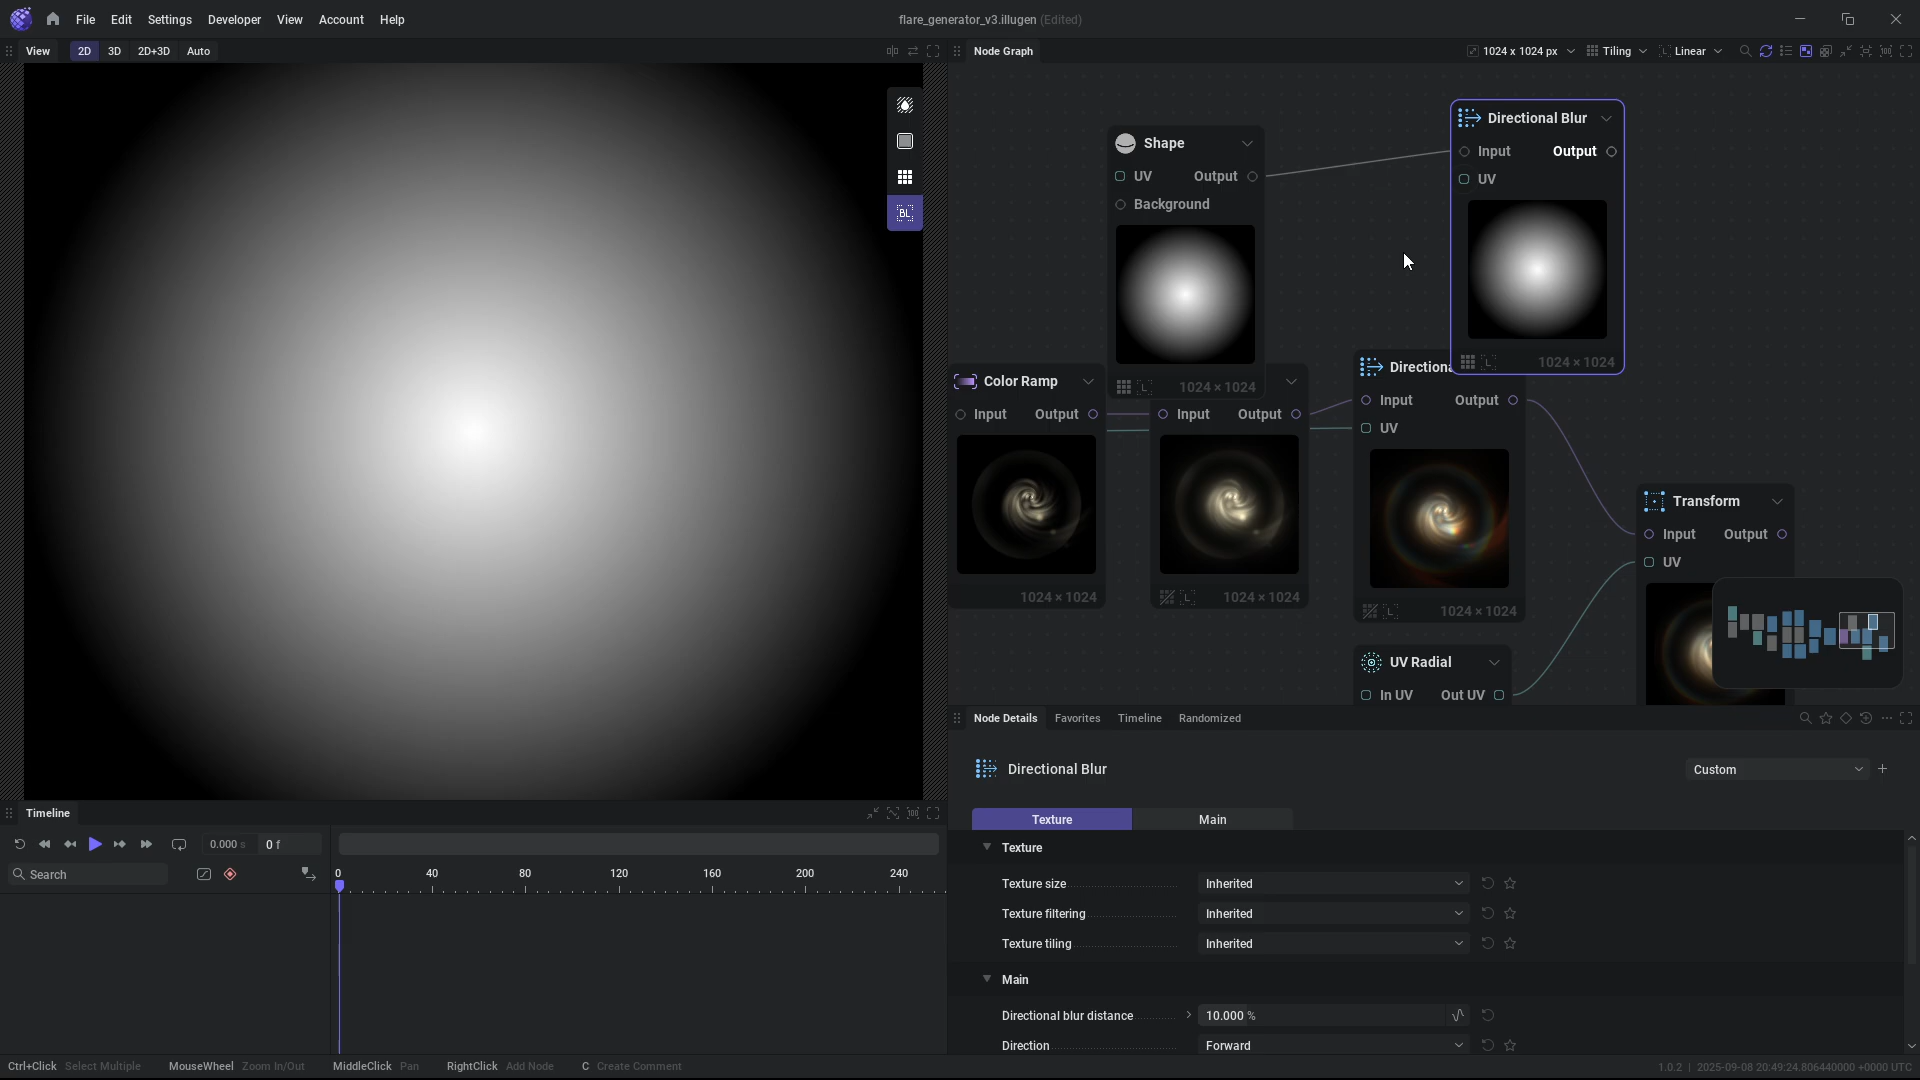 File Edit Settings Developer View Account Help
flare_generator_v3.illugen (Edited)
View 2D 3D 2D+3D Auto
Node Graph
1024 x 1024 px Tiling Linear
BL
Shape
UV Output
Background
1024 × 1024
Directional Blur
Input Output
UV
1024 × 1024
Color Ramp
Input Output
1024 × 1024
Input Output
1024 × 1024
Directiona
Input Output
UV
1024 × 1024
Transform
Input Output
UV
UV Radial
In UV Out UV
Node Details Favorites Timeline Randomized
Directional Blur
Custom
Texture Main
Texture
Texture size Inherited
Texture filtering Inherited
Texture tiling Inherited
Main
Directional blur distance 10.000 %
Direction Forward
Timeline
0.000 s 0 f
Search
0 40 80 120 160 200 240
Ctrl+Click Select Multiple MouseWheel Zoom In/Out MiddleClick Pan RightClick Add Node C Create Comment
1.0.2 | 2025-09-08 20:49:24.806440000 +0000 UTC